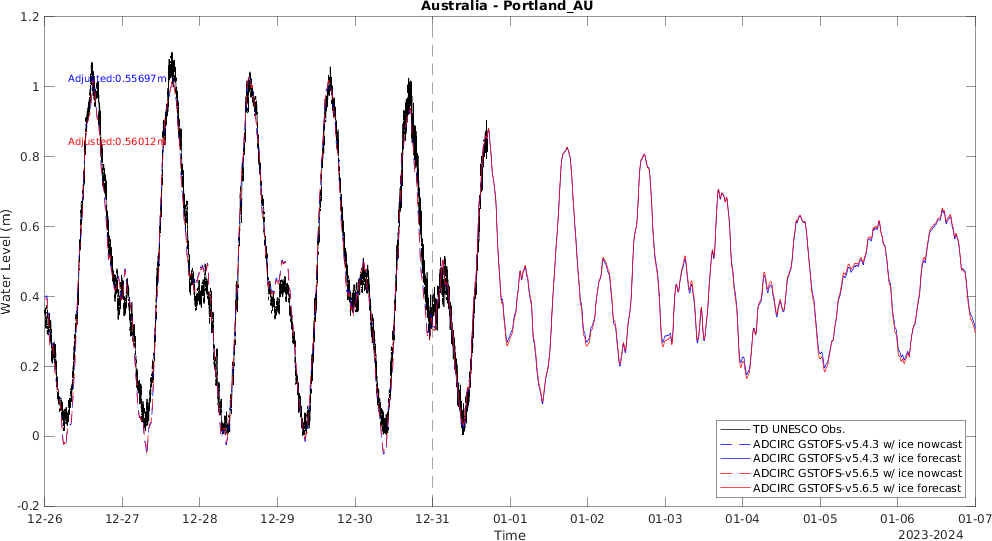 Australia - Portland_AU
1.2
1
0.8
0.6
0.4
0.2
0
-0.2
Water Level (m)
Adjusted:0.55697m
Adjusted:0.56012m
TD UNESCO Obs.
ADCIRC GSTOFS-v5.4.3 w/ ice nowcast
ADCIRC GSTOFS-v5.4.3 w/ ice forecast
ADCIRC GSTOFS-v5.6.5 w/ ice nowcast
ADCIRC GSTOFS-v5.6.5 w/ ice forecast
12-26 12-27 12-28 12-29 12-30 12-31 01-01 01-02 01-03 01-04 01-05 01-06 01-07
Time
2023-2024